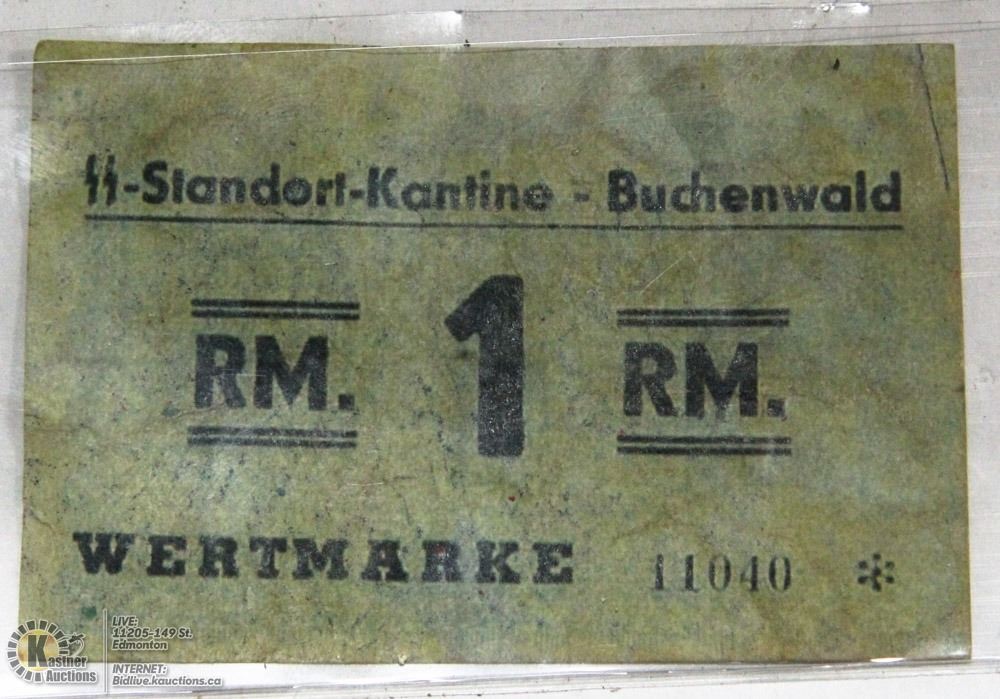 ᛋᛋ-Standort-Kantine - Buchenwald
RM. 1 RM.
WERTMARKE 11040 *
Kastner
Auctions
LIVE:
11205-149 St.
Edmonton
INTERNET:
Bidlive.kauctions.ca